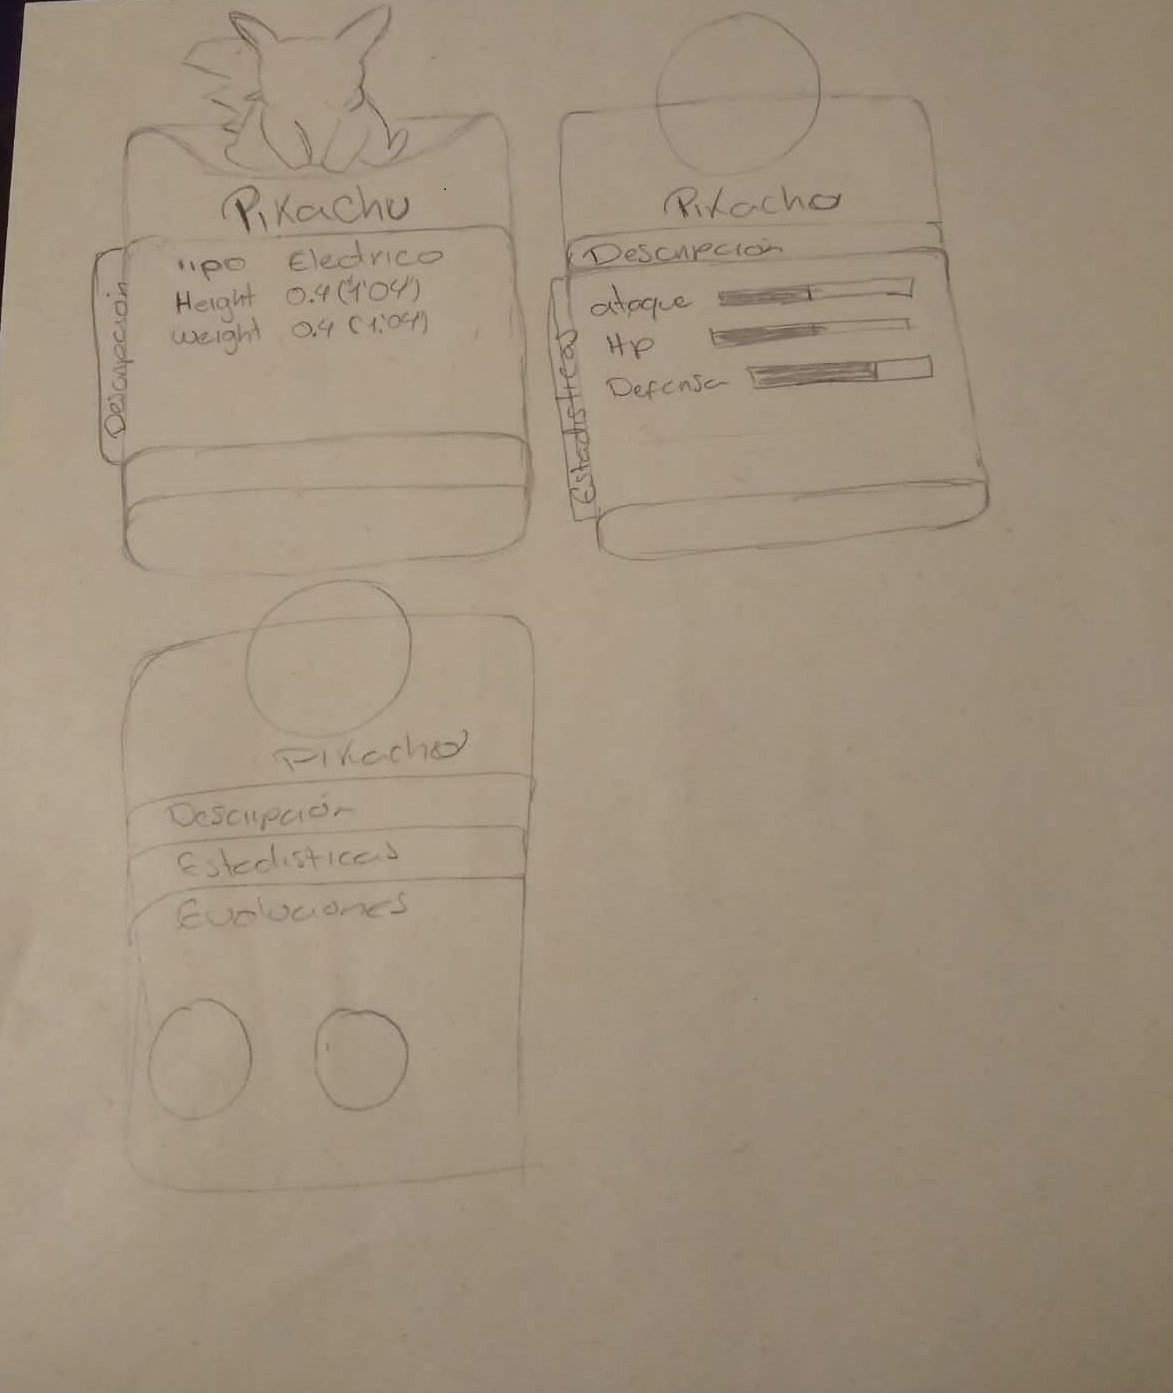 Pikachu
Tipo Electrico
Height 0.4 (1'04")
Weight 0.4 (1'04")
Descripción
Pikachu
Descripción
ataque
Hp
Defensa
Estadisticas
Pikachu
Descripción
Estadisticas
Evoluciones